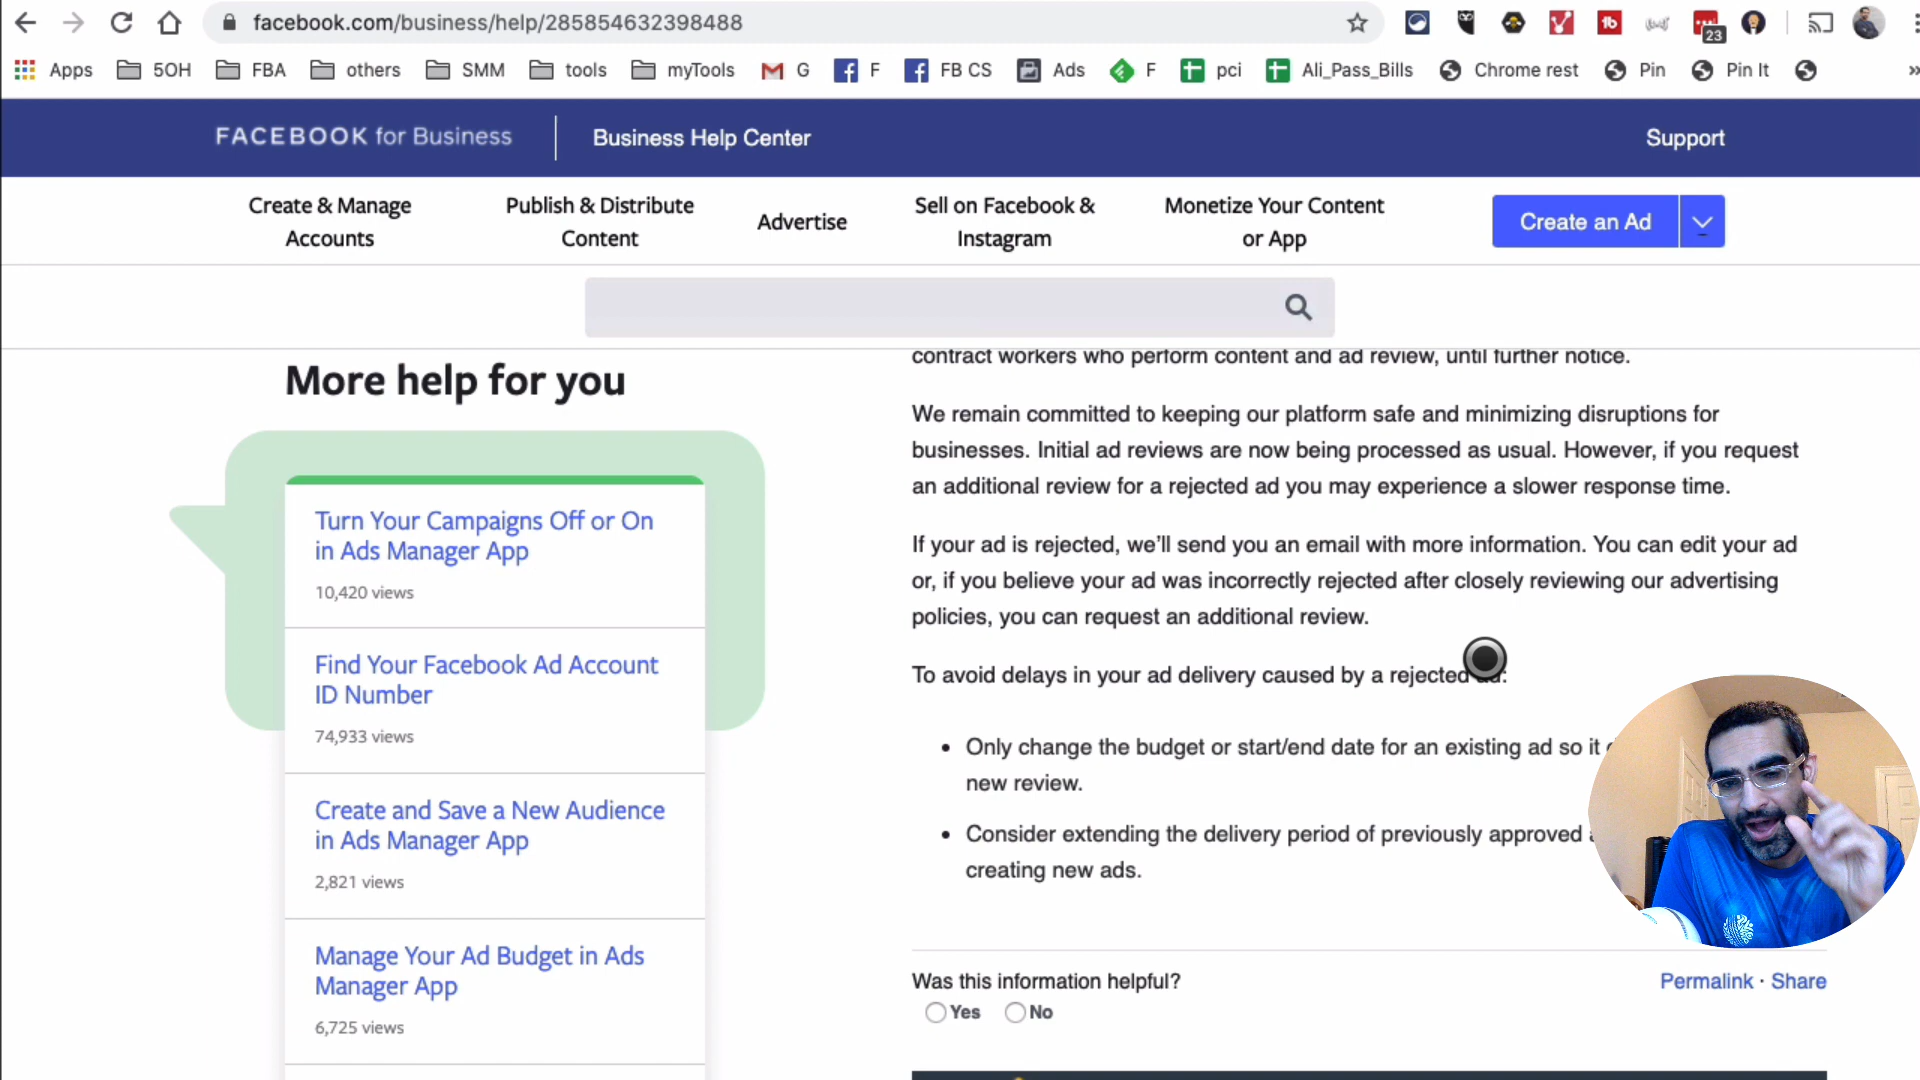 facebook.com/business/help/285854632398488
23
Apps 5OH FBA others SMM tools myTools G F FB CS Ads F pci Ali_Pass_Bills Chrome rest Pin Pin It
FACEBOOK for Business Business Help Center Support
Create & Manage
Accounts
Publish & Distribute
Content
Advertise
Sell on Facebook &
Instagram
Monetize Your Content
or App
Create an Ad
More help for you
Turn Your Campaigns Off or On
in Ads Manager App
10,420 views
Find Your Facebook Ad Account
ID Number
74,933 views
Create and Save a New Audience
in Ads Manager App
2,821 views
Manage Your Ad Budget in Ads
Manager App
6,725 views
contract workers who perform content and ad review, until further notice.
We remain committed to keeping our platform safe and minimizing disruptions for
businesses. Initial ad reviews are now being processed as usual. However, if you request
an additional review for a rejected ad you may experience a slower response time.
If your ad is rejected, we’ll send you an email with more information. You can edit your ad
or, if you believe your ad was incorrectly rejected after closely reviewing our advertising
policies, you can request an additional review.
To avoid delays in your ad delivery caused by a rejected ad:
Only change the budget or start/end date for an existing ad so it
new review.
Consider extending the delivery period of previously approved
creating new ads.
Was this information helpful?
Yes No
Permalink · Share